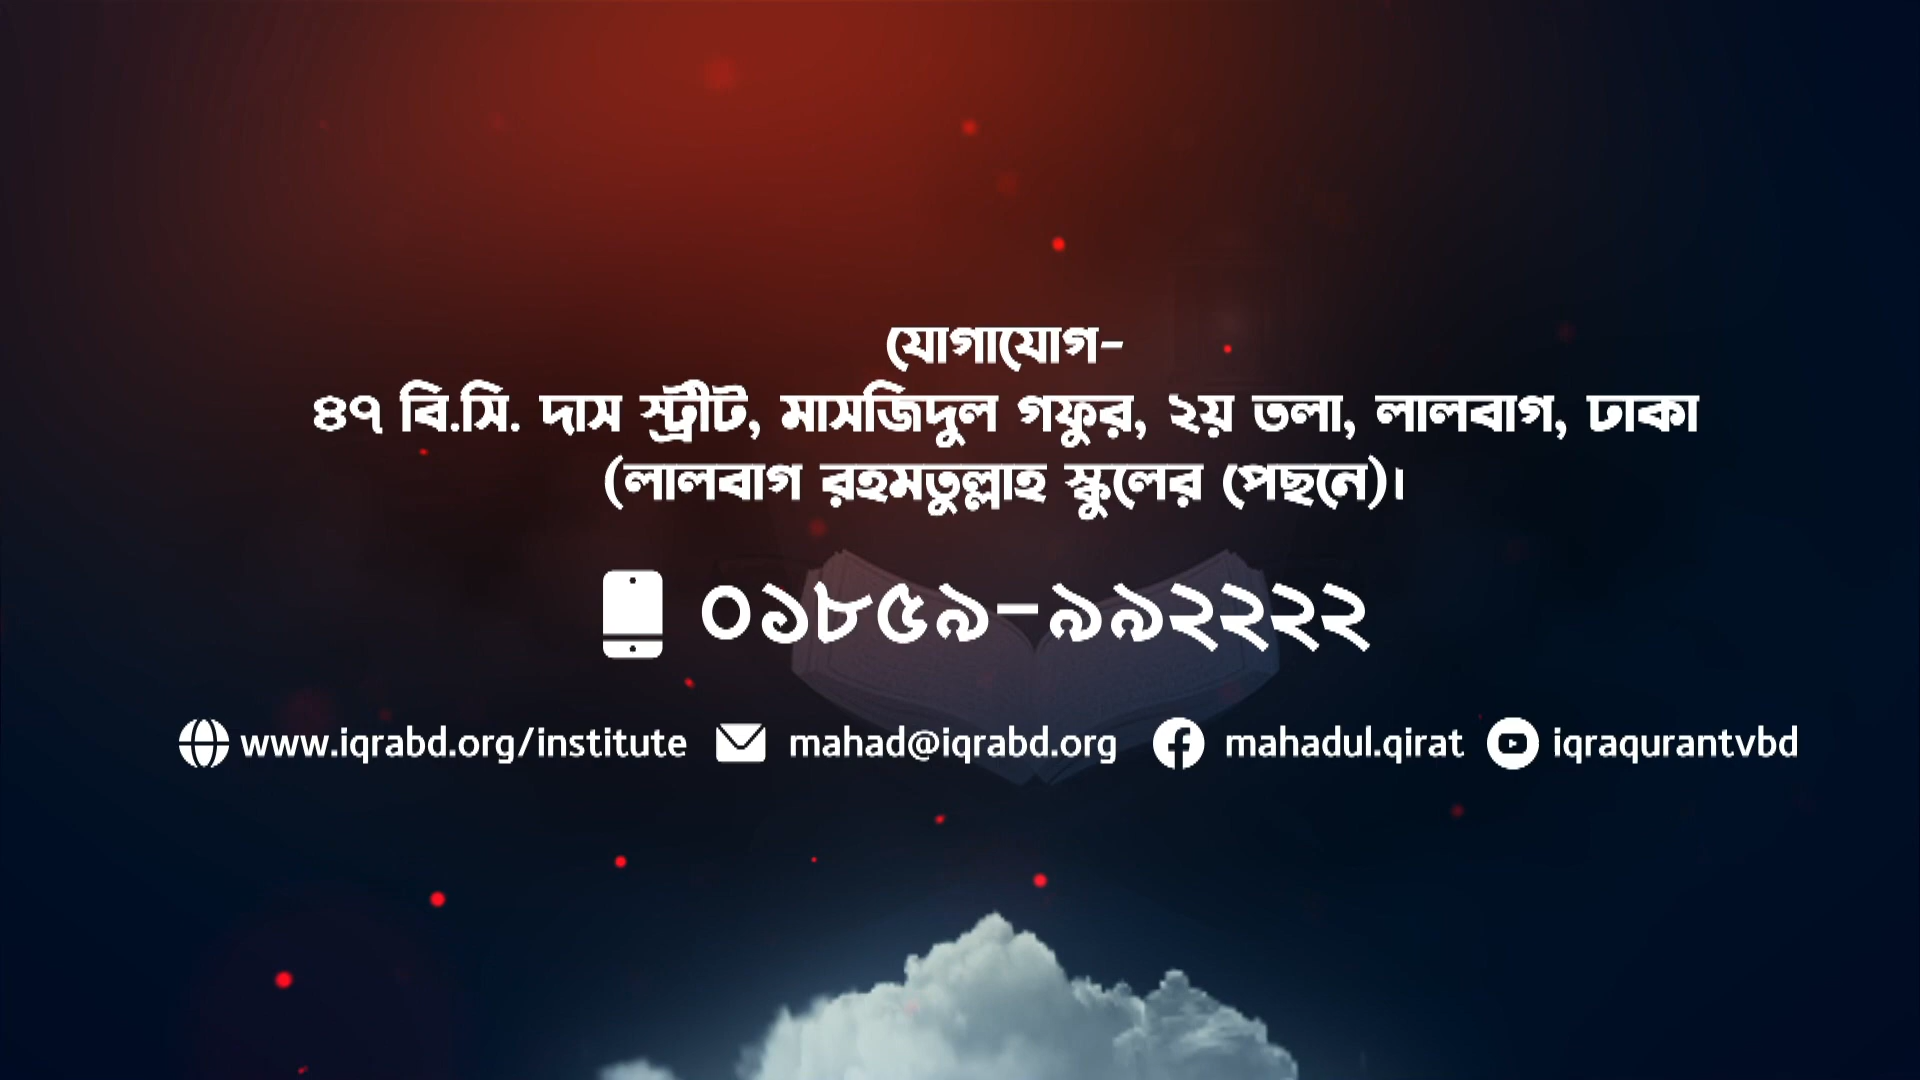 যোগাযোগ-
৪৭ বি.সি. দাস স্ট্রীট, মাসজিদুল গফুর, ২য় তলা, লালবাগ, ঢাকা
(লালবাগ রহমতুল্লাহ স্কুলের পেছনে)।
০১৮৫৯-৯৯২২২২
www.iqrabd.org/institute mahad@iqrabd.org mahadul.qirat iqraqurantvbd